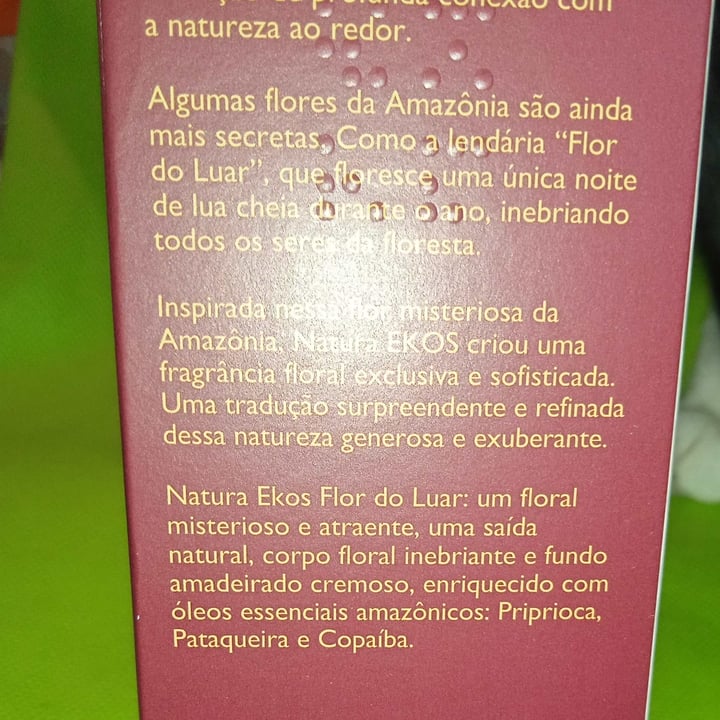 profunda conexão com
a natureza ao redor.
Algumas flores da Amazônia são ainda
mais secretas. Como a lendária “Flor
do Luar”, que floresce uma única noite
de lua cheia durante o ano, inebriando
todos os seres da floresta.
Inspirada nessa flor misteriosa da
Amazônia, Natura EKOS criou uma
fragrância floral exclusiva e sofisticada.
Uma tradução surpreendente e refinada
dessa natureza generosa e exuberante.
Natura Ekos Flor do Luar: um floral
misterioso e atraente, uma saída
natural, corpo floral inebriante e fundo
amadeirado cremoso, enriquecido com
óleos essenciais amazônicos: Priprioca,
Pataqueira e Copaíba.